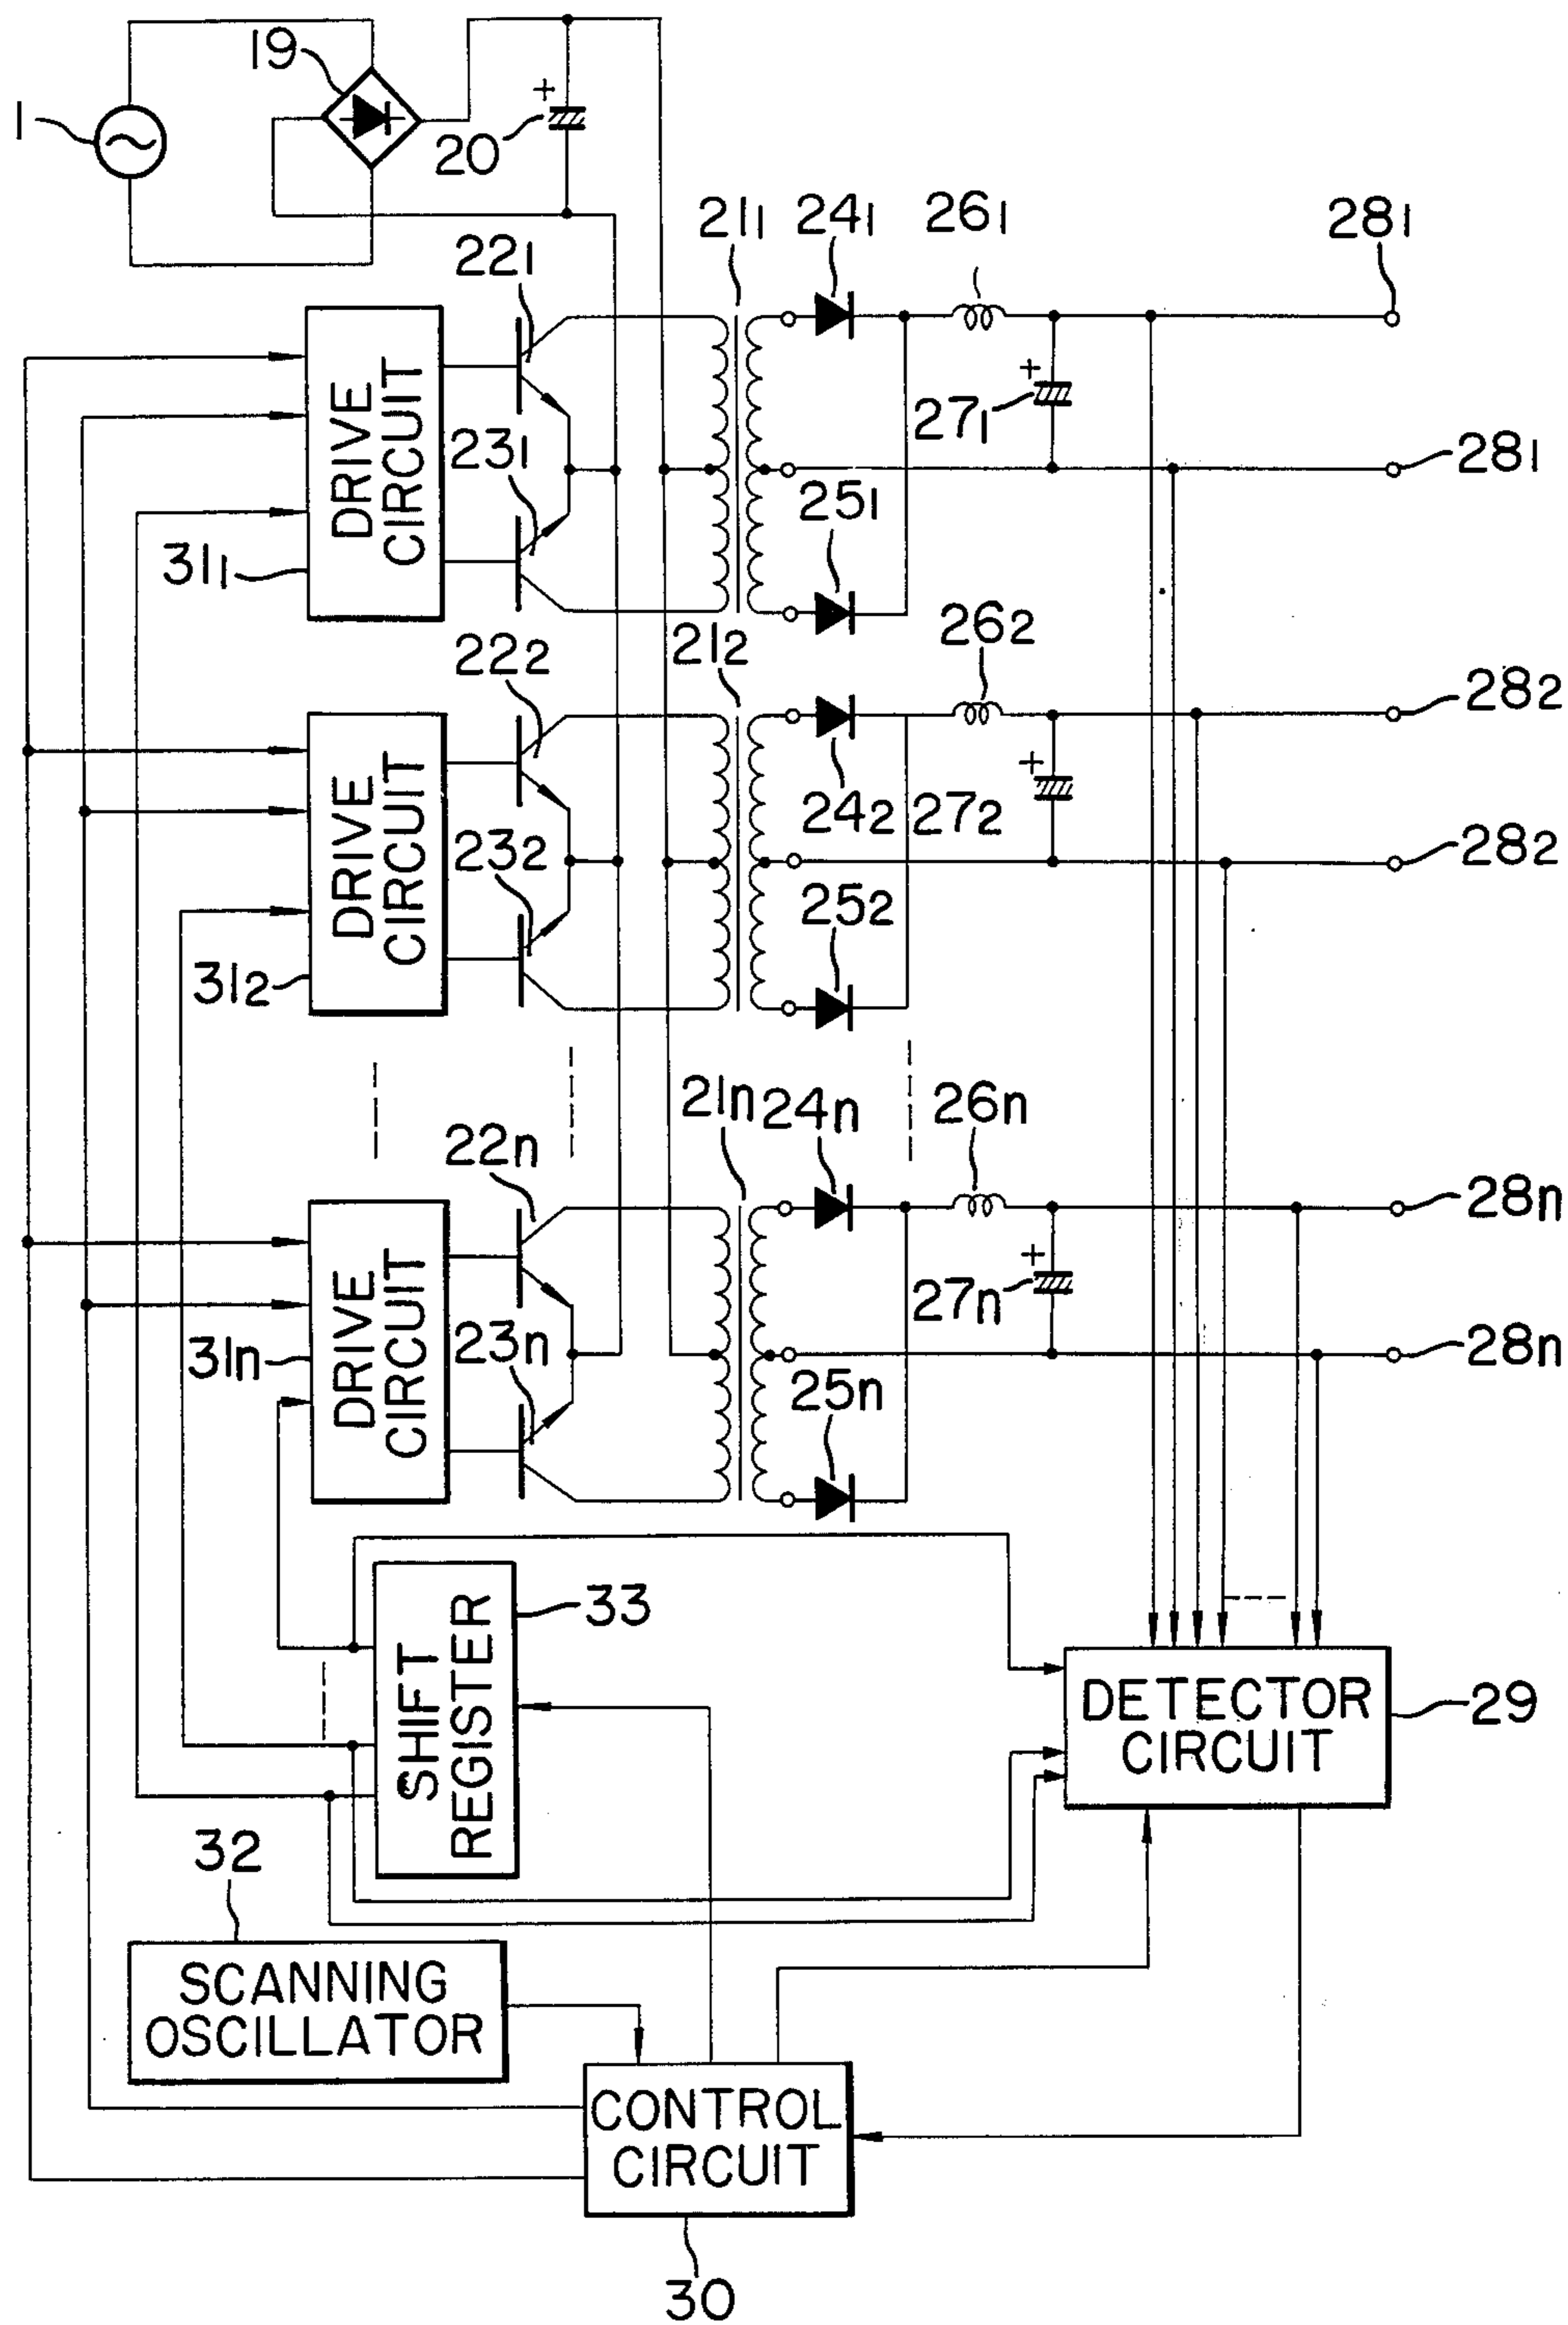 19
1
+
20
21₁
24₁
26₁
28₁
22₁
DRIVE
CIRCUIT
+
27₁
23₁
28₁
25₁
31₁
26₂
22₂
21₂
28₂
DRIVE
CIRCUIT
+
24₂
27₂
23₂
28₂
25₂
31₂
21n
24n
26n
22n
28n
DRIVE
CIRCUIT
+
27n
23n
31n
28n
25n
33
SHIFT
REGISTER
DETECTOR
CIRCUIT
29
32
SCANNING
OSCILLATOR
CONTROL
CIRCUIT
30